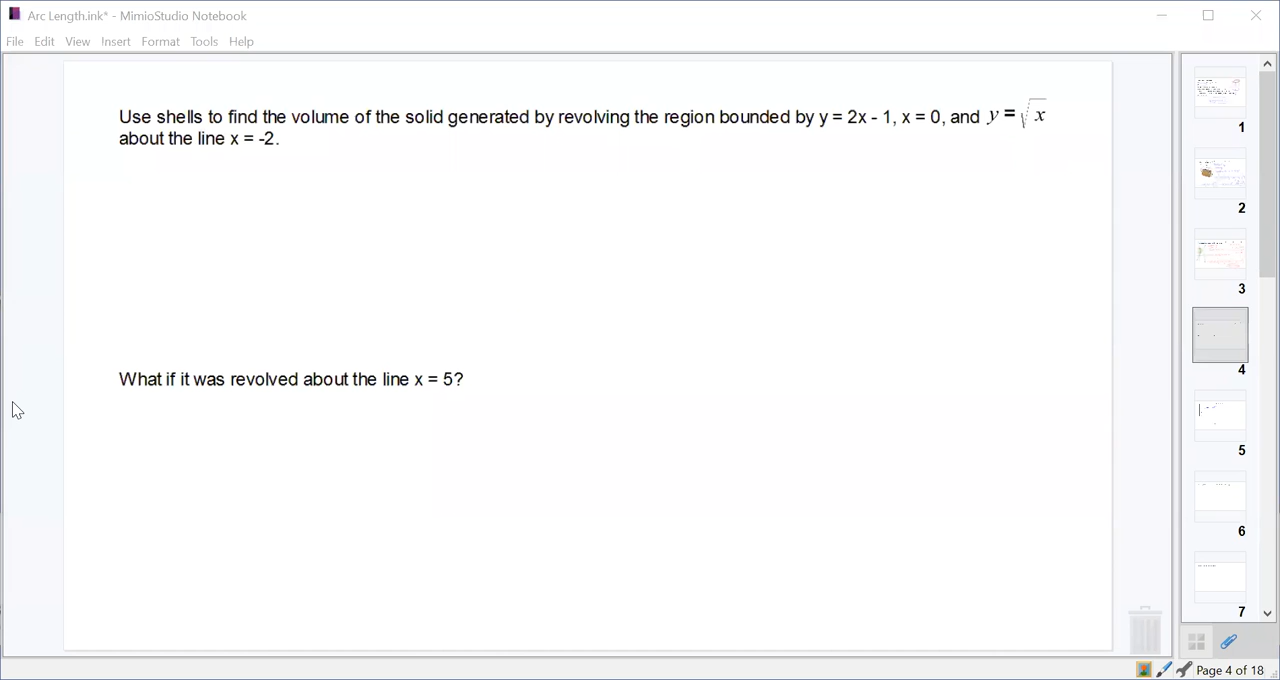 Arc Length.ink* - MimioStudio Notebook
File Edit View Insert Format Tools Help
Use shells to find the volume of the solid generated by revolving the region bounded by y = 2x - 1, x = 0, and y = √x
about the line x = -2.
What if it was revolved about the line x = 5?
1
2
3
4
5
6
7
Page 4 of 18